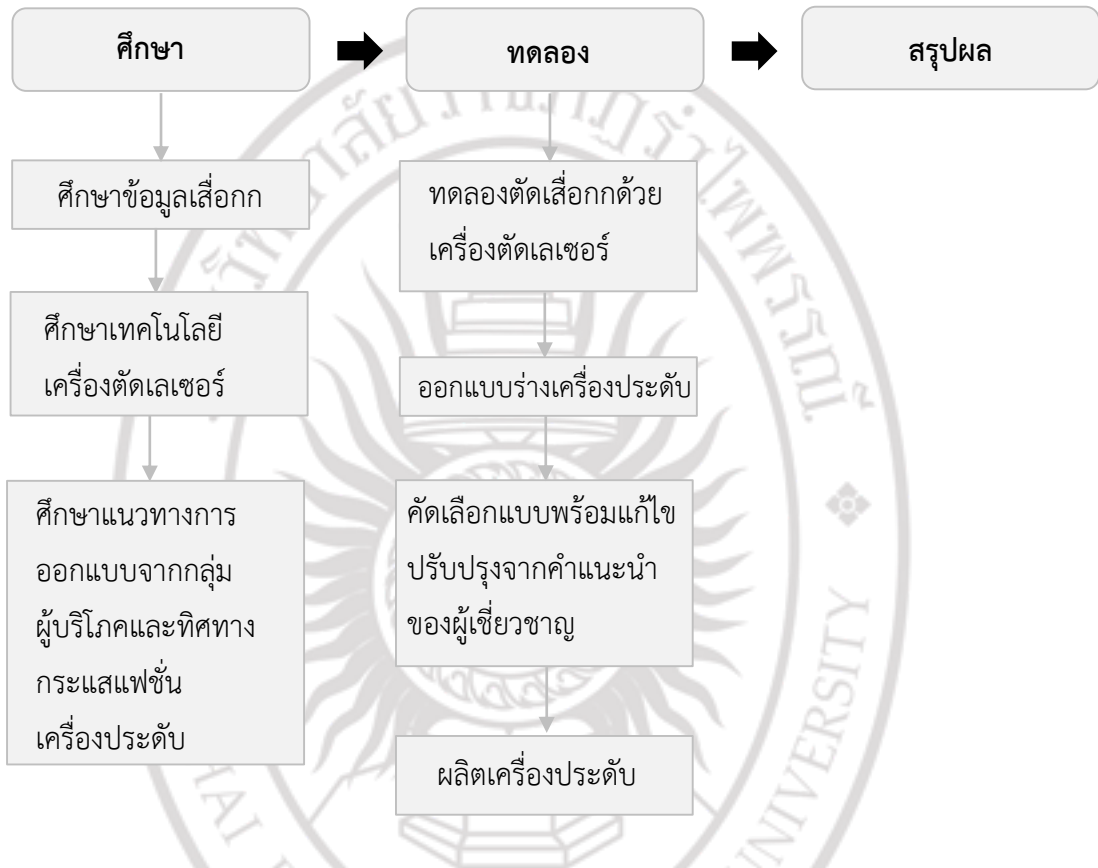 ศึกษา
ทดลอง
สรุปผล
ศึกษาข้อมูลเสื่อกก
ศึกษาเทคโนโลยี
เครื่องตัดเลเซอร์
ศึกษาแนวทางการ
ออกแบบจากกลุ่ม
ผู้บริโภคและทิศทาง
กระแสแฟชั่น
เครื่องประดับ
ทดลองตัดเสื่อกกด้วย
เครื่องตัดเลเซอร์
ออกแบบร่างเครื่องประดับ
คัดเลือกแบบพร้อมแก้ไข
ปรับปรุงจากคำแนะนำ
ของผู้เชี่ยวชาญ
ผลิตเครื่องประดับ
UNIVERSITY